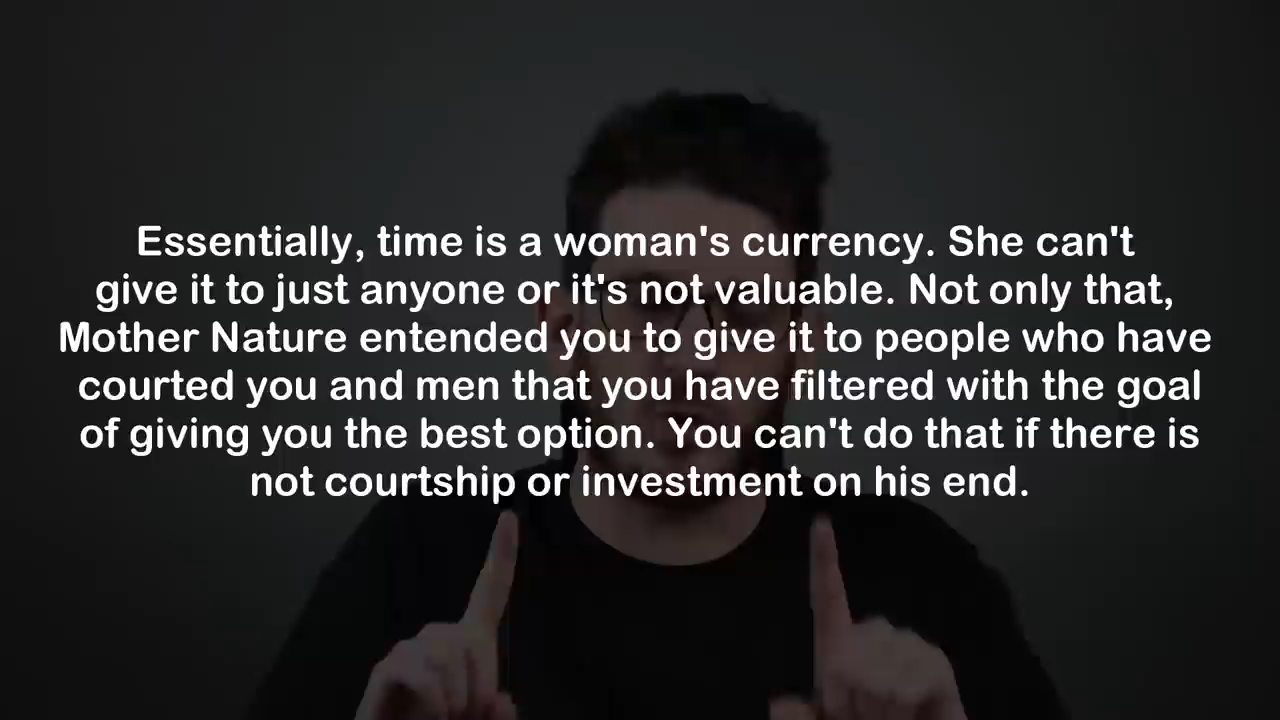 Essentially, time is a woman's currency. She can't
give it to just anyone or it's not valuable. Not only that,
Mother Nature entended you to give it to people who have
courted you and men that you have filtered with the goal
of giving you the best option. You can't do that if there is
not courtship or investment on his end.